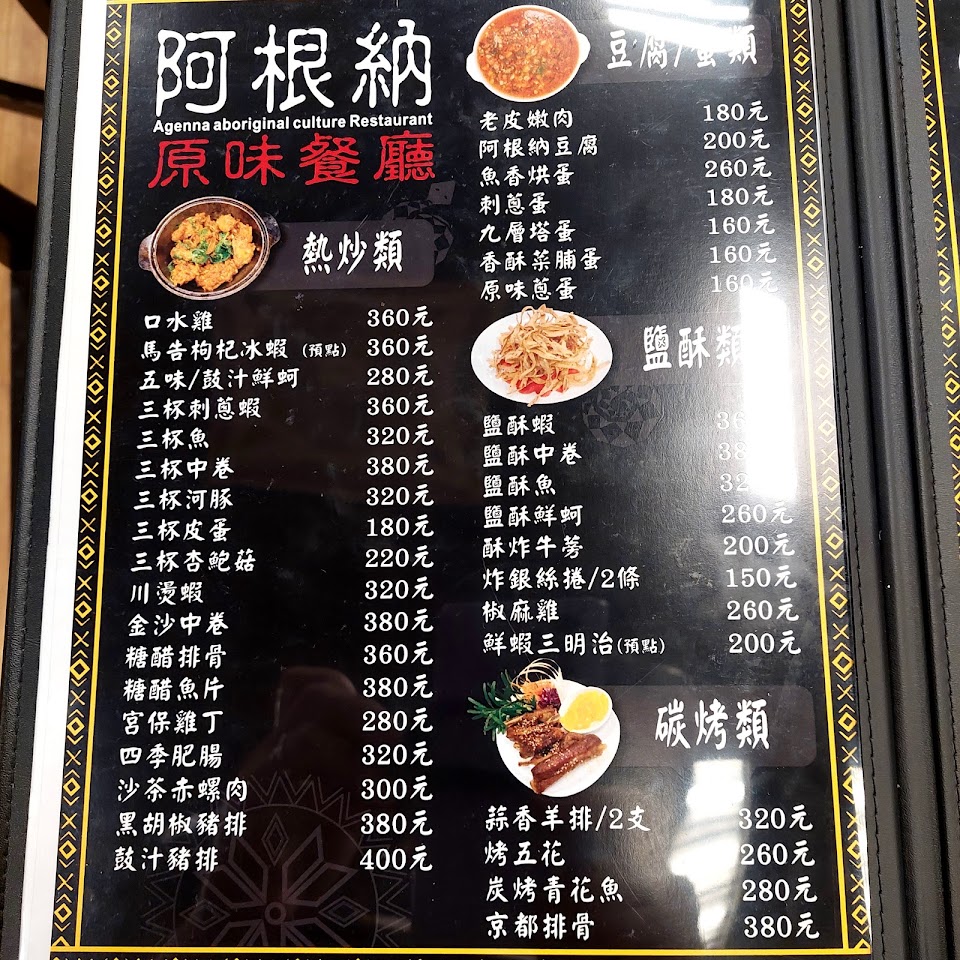 阿根納
Agenna aboriginal culture Restaurant
原味餐廳
熱炒類
口水雞 360元
馬告枸杞冰蝦(預點) 360元
五味/鼓汁鮮蚵 280元
三杯刺蔥蝦 360元
三杯魚 320元
三杯中卷 380元
三杯河豚 320元
三杯皮蛋 180元
三杯杏鮑菇 220元
川燙蝦 320元
金沙中卷 380元
糖醋排骨 360元
糖醋魚片 380元
宮保雞丁 280元
四季肥腸 320元
沙茶赤螺肉 300元
黑胡椒豬排 380元
鼓汁豬排 400元
豆腐/蛋類
老皮嫩肉 180元
阿根納豆腐 200元
魚香烘蛋 260元
刺蔥蛋 180元
九層塔蛋 160元
香酥菜脯蛋 160元
原味蔥蛋 160元
鹽酥類
鹽酥蝦
鹽酥中卷
鹽酥魚
鹽酥鮮蚵 260元
酥炸牛蒡 200元
炸銀絲捲/2條 150元
椒麻雞 260元
鮮蝦三明治(預點) 200元
碳烤類
蒜香羊排/2支 320元
烤五花 260元
炭烤青花魚 280元
京都排骨 380元